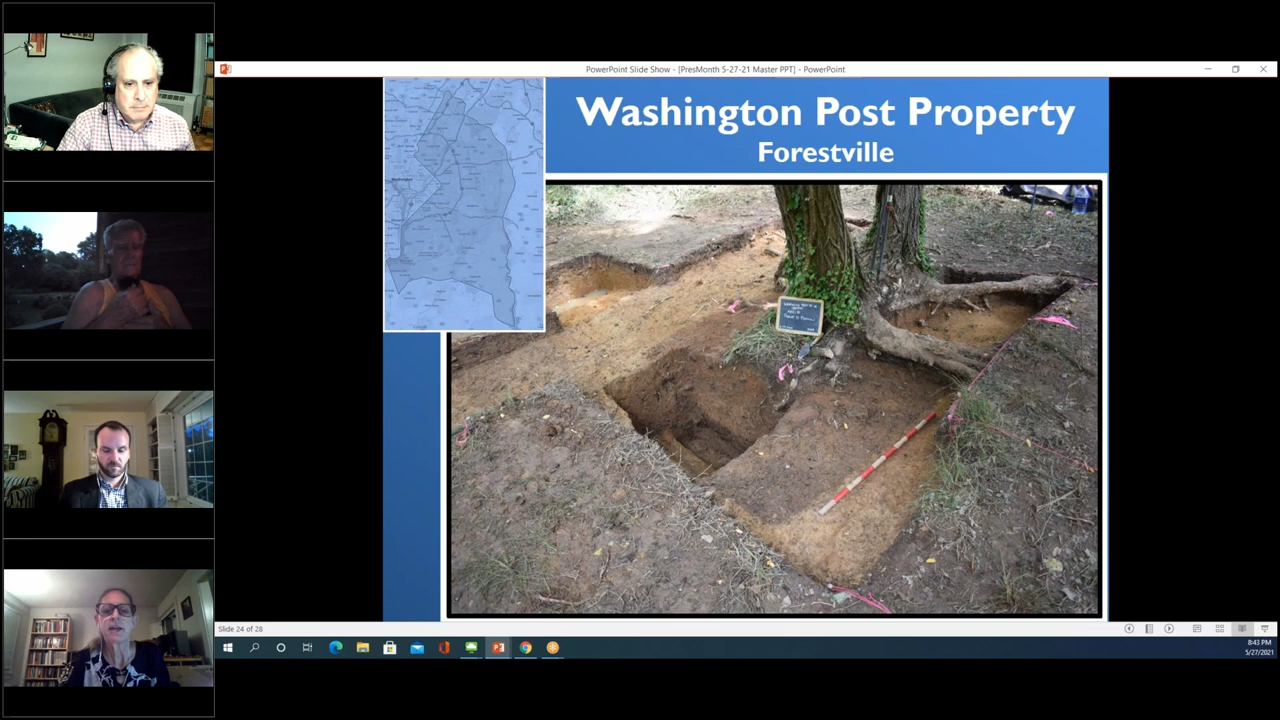 PowerPoint Slide Show - [PresMonth 5-27-21 Master PPT] - PowerPoint
Washington Post Property
Forestville
Slide 24 of 28
8:43 PM
5/27/2021